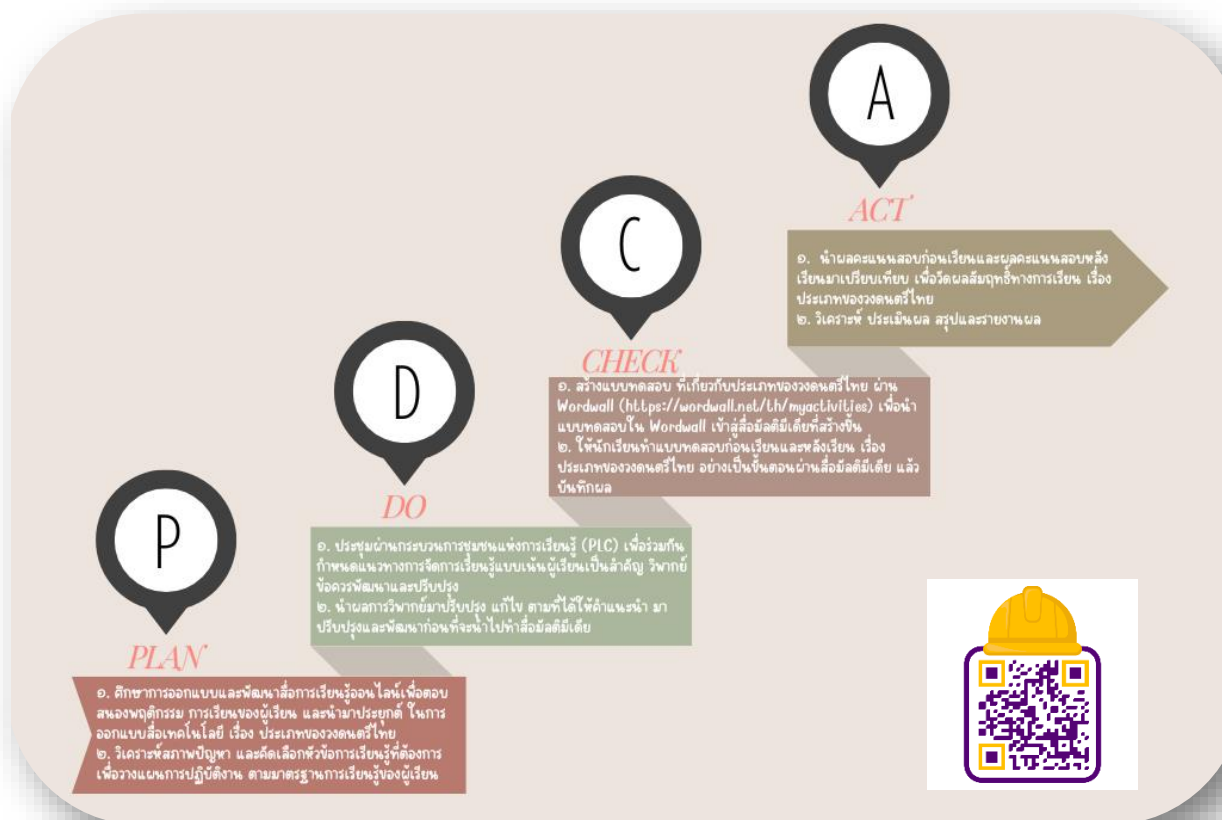 A
ACT
๑. นำผลคะแนนสอบก่อนเรียนและผลคะแนนสอบหลัง
เรียนมาเปรียบเทียบ เพื่อวัดผลสัมฤทธิ์ทางการเรียน เรื่อง
ประเภทของวงดนตรีไทย
๒. วิเคราะห์ ประเมินผล สรุปและรายงานผล
C
CHECK
๑. สร้างแบบทดสอบ ที่เกี่ยวกับประเภทของวงดนตรีไทย ผ่าน
Wordwall (https://wordwall.net/th/myactivities) เพื่อนำ
แบบทดสอบใน Wordwall เข้าสู่สื่อมัลติมีเดียที่สร้างขึ้น
๒. ให้นักเรียนทำแบบทดสอบก่อนเรียนและหลังเรียน เรื่อง
ประเภทของวงดนตรีไทย อย่างเป็นขั้นตอนผ่านสื่อมัลติมีเดีย แล้ว
บันทึกผล
D
DO
๑. ประชุมผ่านกระบวนการชุมชนแห่งการเรียนรู้ (PLC) เพื่อร่วมกัน
กำหนดแนวทางการจัดการเรียนรู้แบบเน้นผู้เรียนเป็นสำคัญ วิพากย์
ข้อควรพัฒนาและปรับปรุง
๒. นำผลการวิพากย์มาปรับปรุง แก้ไข ตามที่ได้ให้คำแนะนำ มา
ปรับปรุงและพัฒนาก่อนที่จะนำไปทำสื่อมัลติมีเดีย
P
PLAN
๑. ศึกษาการออกแบบและพัฒนาสื่อการเรียนรู้ออนไลน์เพื่อตอบ
สนองพฤติกรรม การเรียนของผู้เรียน และนำมาประยุกต์ ในการ
ออกแบบสื่อเทคโนโลยี เรื่อง ประเภทของวงดนตรีไทย
๒. วิเคราะห์สภาพปัญหา และคัดเลือกหัวข้อการเรียนรู้ที่ต้องการ
เพื่อวางแผนการปฏิบัติงาน ตามมาตรฐานการเรียนรู้ของผู้เรียน